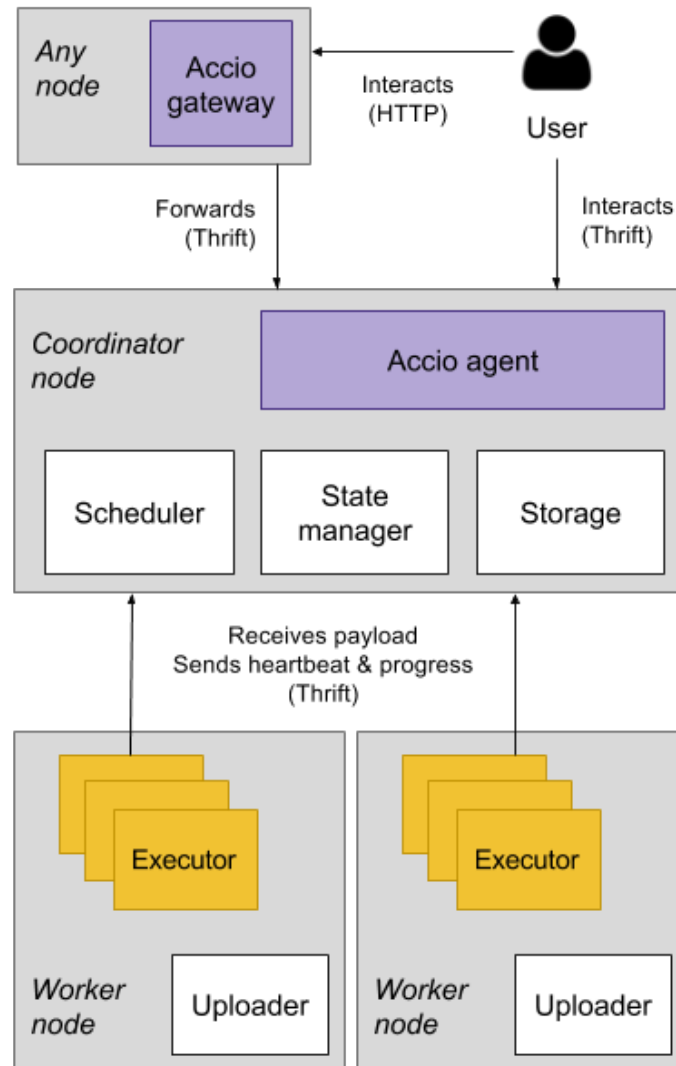 Any
node
Accio
gateway
Interacts
(HTTP)
User
Forwards
(Thrift)
Interacts
(Thrift)
Coordinator
node
Accio agent
Scheduler
State
manager
Storage
Receives payload
Sends heartbeat & progress
(Thrift)
Executor
Worker
node
Uploader
Executor
Worker
node
Uploader